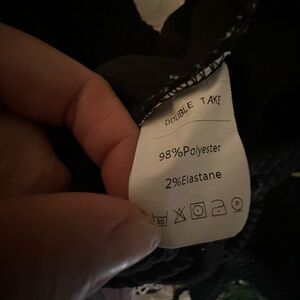 DOUBLE TAKE
98%Polyester
2%Elastane